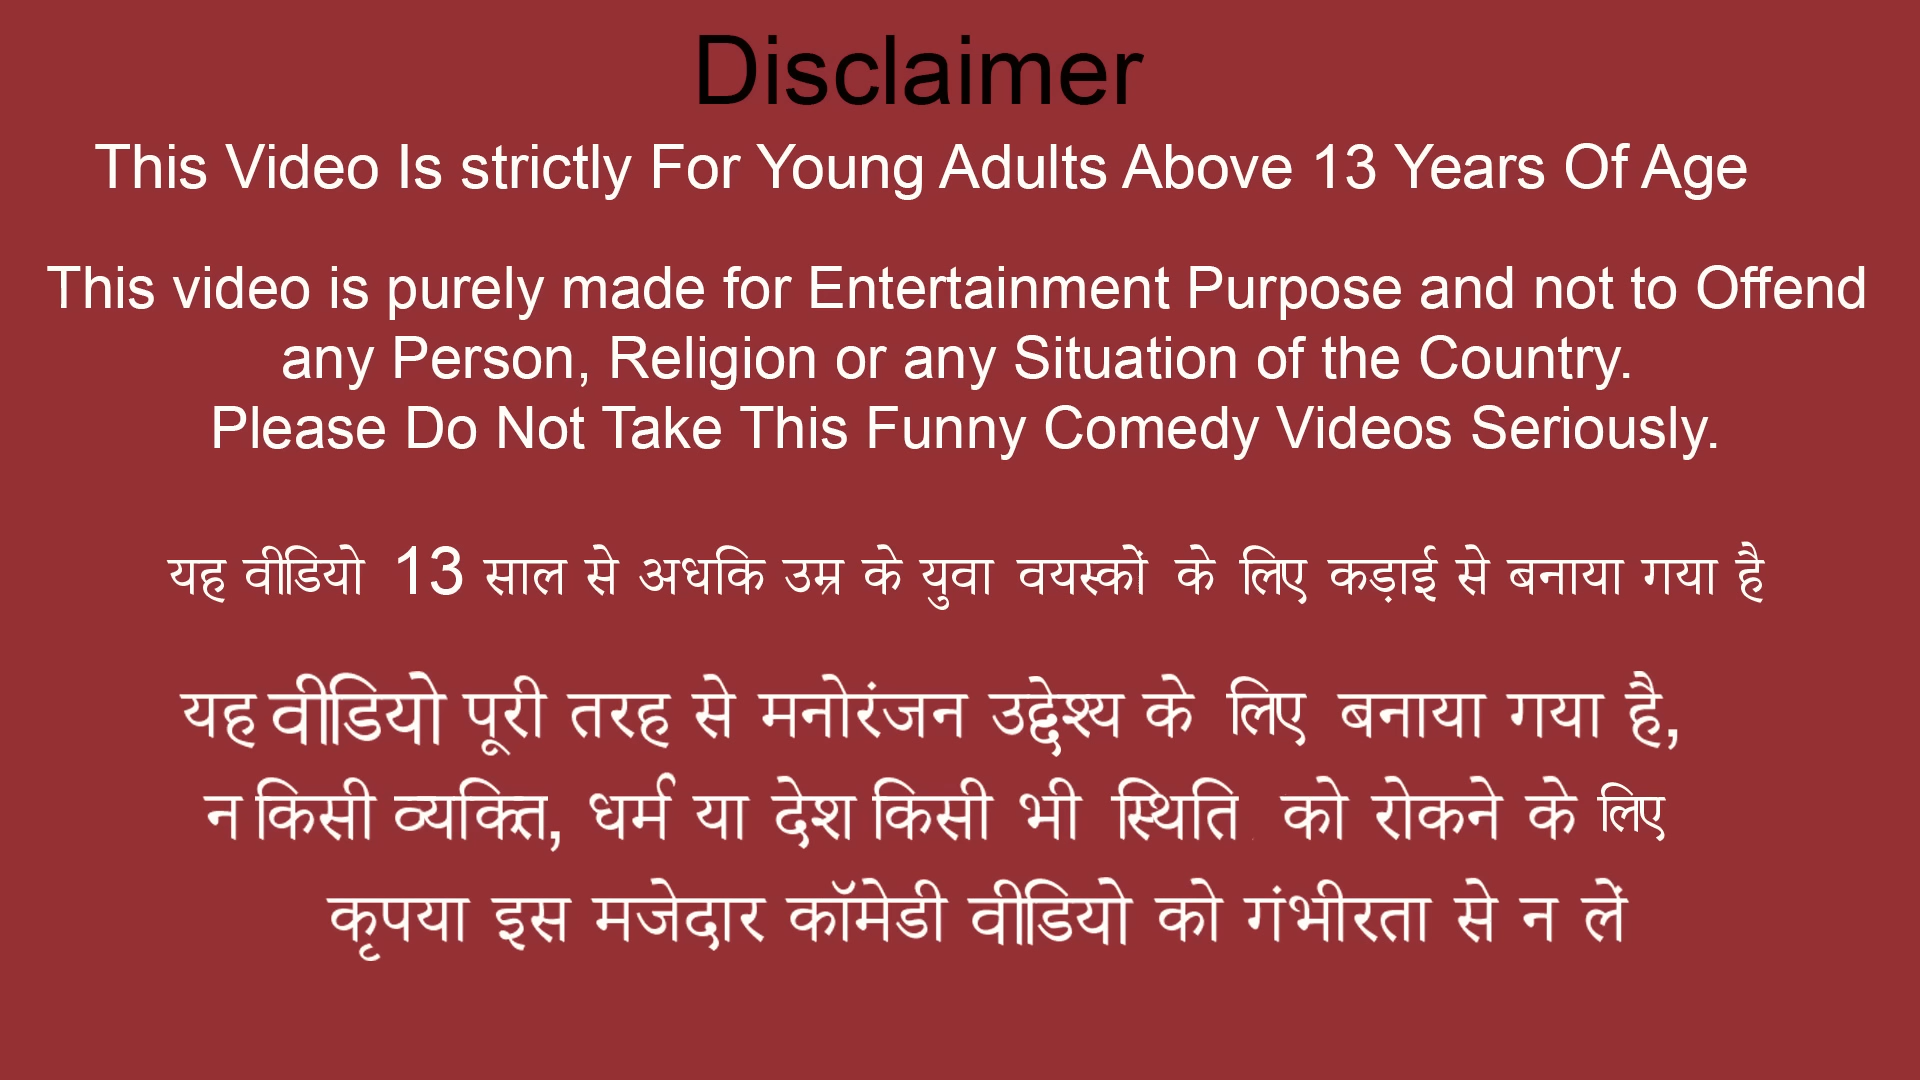 Disclaimer
This Video Is strictly For Young Adults Above 13 Years Of Age
This video is purely made for Entertainment Purpose and not to Offend
any Person, Religion or any Situation of the Country.
Please Do Not Take This Funny Comedy Videos Seriously.
यह वीडियो 13 साल से अधकि उम्र के युवा वयस्कों के लिए कड़ाई से बनाया गया है
यह वीडियो पूरी तरह से मनोरंजन उद्देश्य के लिए बनाया गया है,
न किसी व्यक्ति, धर्म या देश किसी भी स्थिति को रोकने के लिए
कृपया इस मजेदार कॉमेडी वीडियो को गंभीरता से न लें